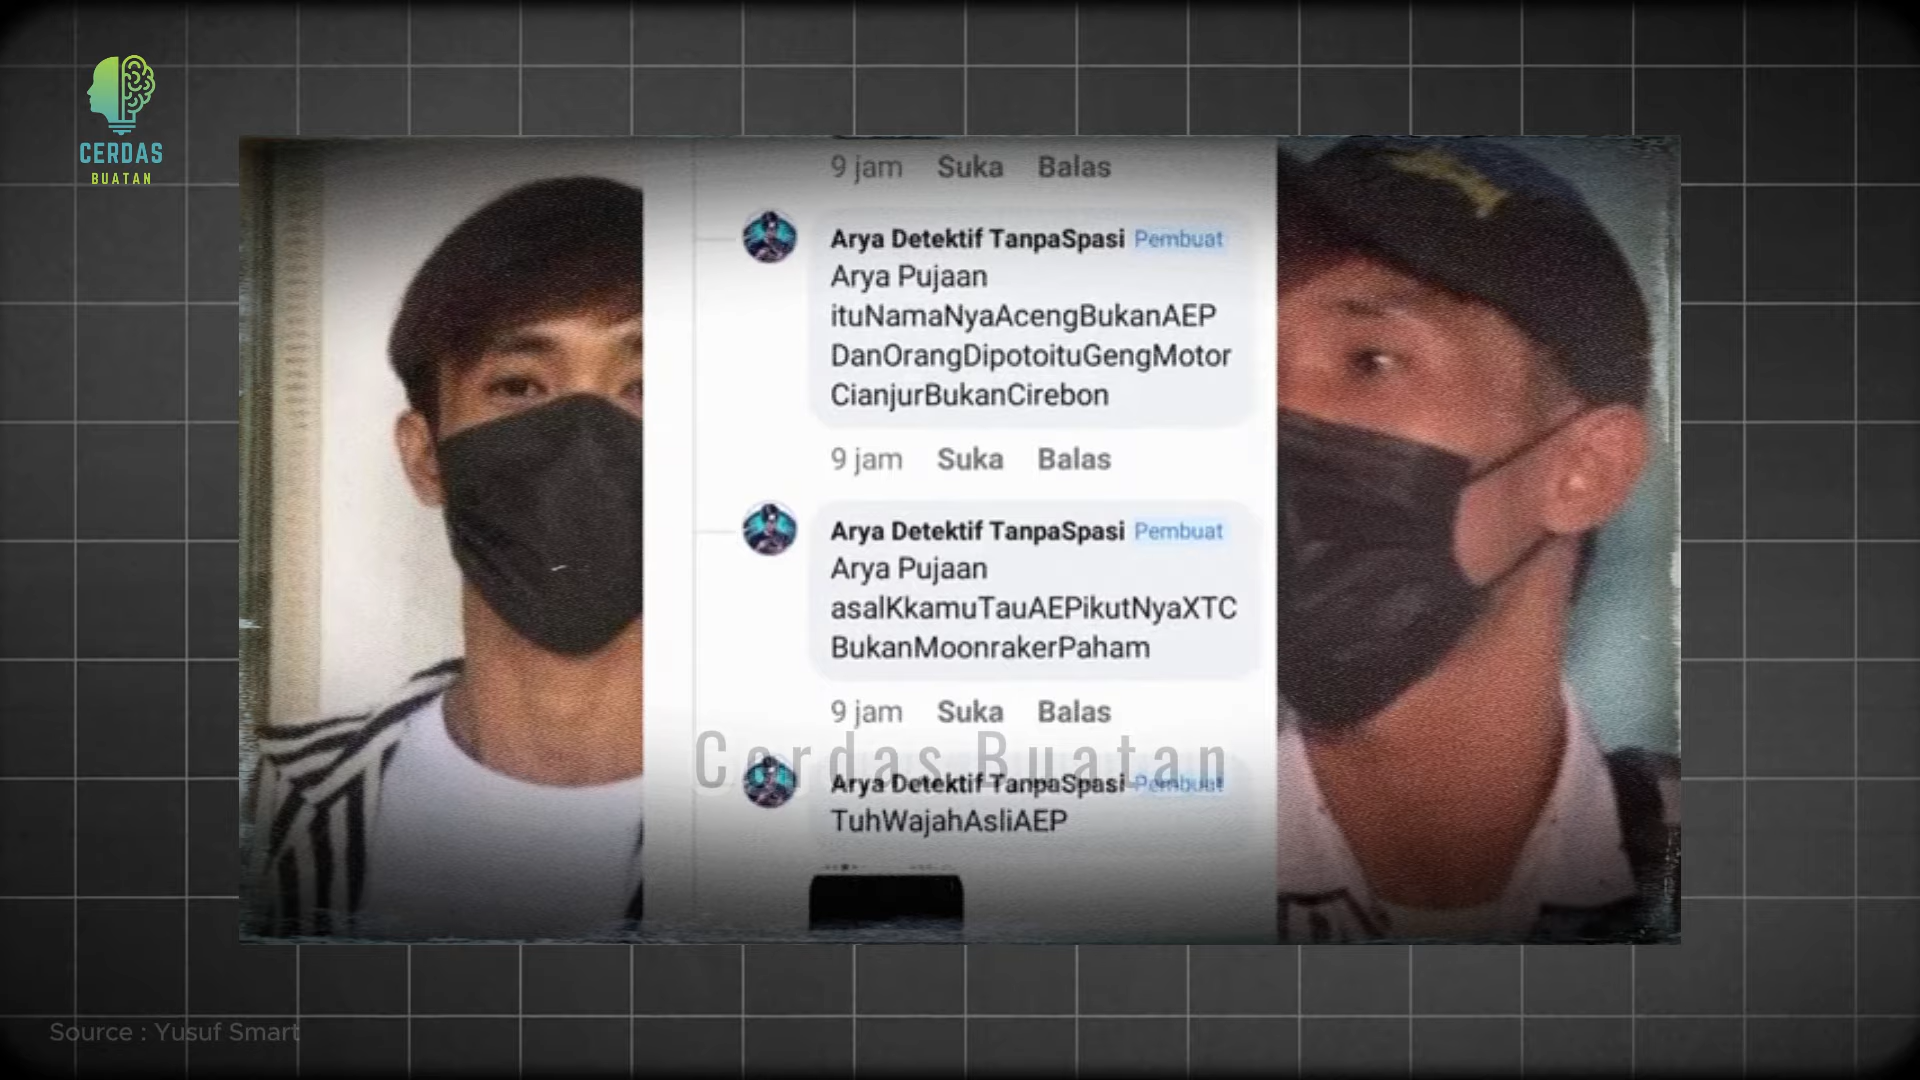 CERDAS
BUATAN
9 jam Suka Balas
Arya Detektif TanpaSpasi Pembuat
Arya Pujaan
ituNamaNyaAcengBukanAEP
DanOrangDipotoituGengMotor
CianjurBukanCirebon
9 jam Suka Balas
Arya Detektif TanpaSpasi Pembuat
Arya Pujaan
asalKkamuTauAEPikutNyaXTC
BukanMoonrakerPaham
9 jam Suka Balas
Cerdas Buatan
Arya Detektif TanpaSpasi Pembuat
TuhWajahAsliAEP
Source : Yusuf Smart